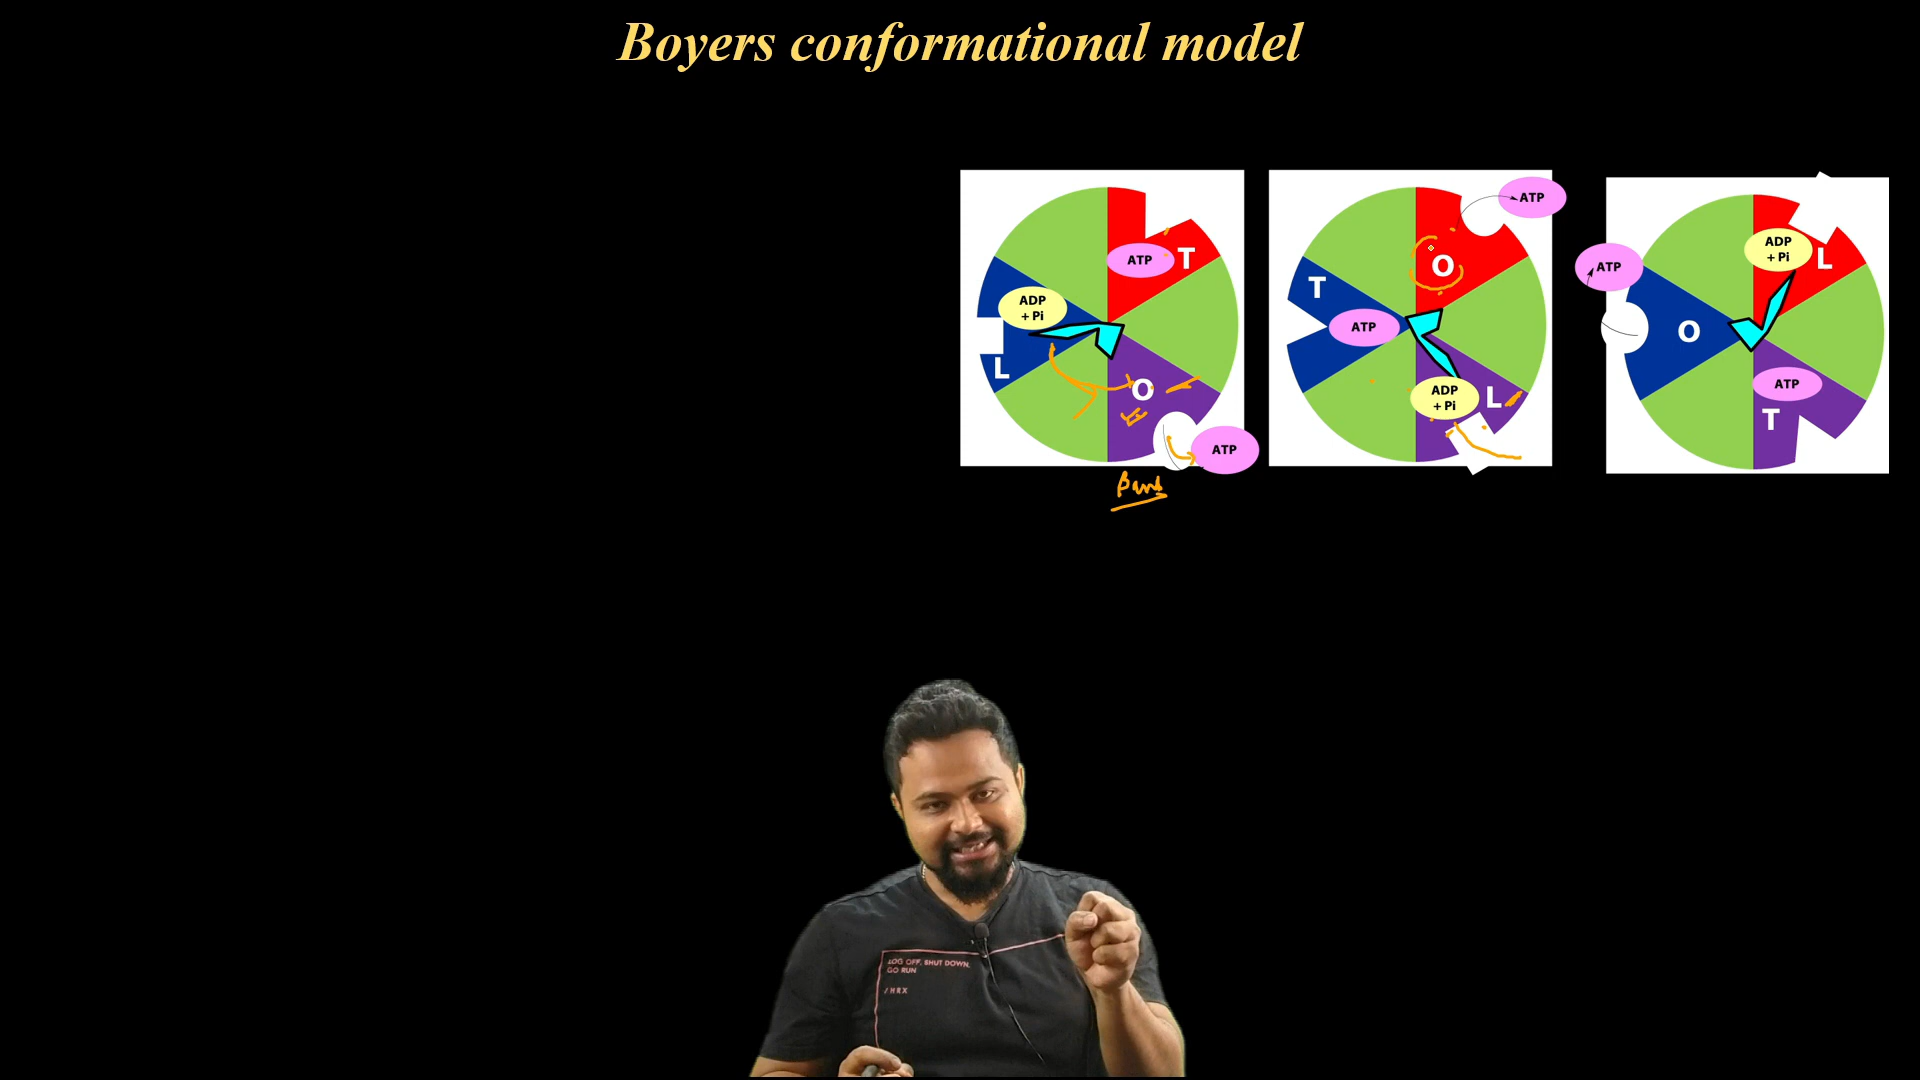 Boyers conformational model
ATP
T
ADP
+ Pi
L
O
ATP
ATP
O
T
ATP
ADP
+ Pi
L
ADP
+ Pi
L
ATP
O
ATP
T
LOG OFF, SHUT DOWN,
GO RUN
/HRX